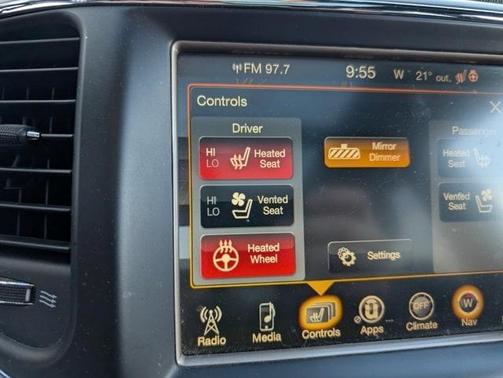 FM 97.7 9:55 W 21° out.
Controls X
Driver Passen
HI LO Heated Seat Mirror Dimmer Heated Seat
HI LO Vented Seat Vented Seat
Heated Wheel Settings
Radio Media Controls Apps ... OFF Climate W Nav